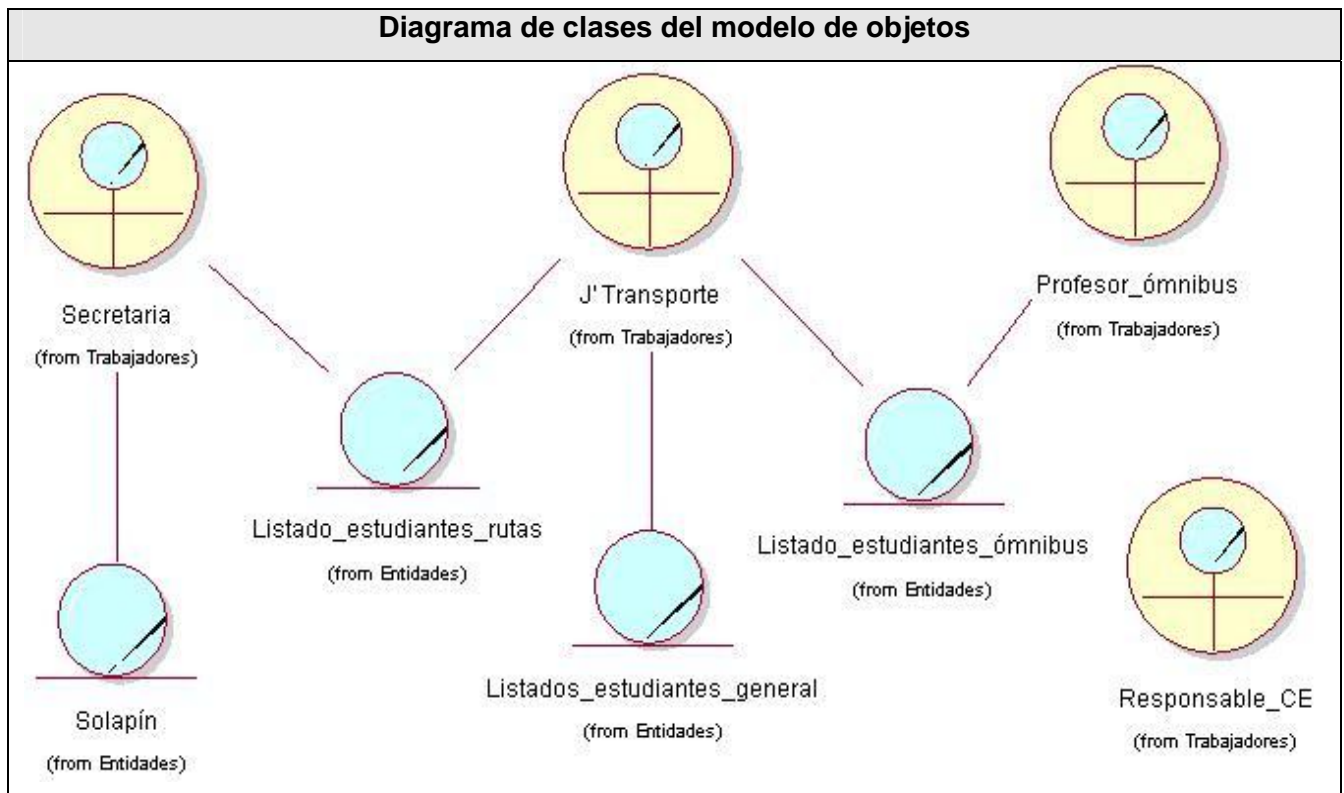 Diagrama de clases del modelo de objetos
Secretaria
(from Trabajadores)
J'Transporte
(from Trabajadores)
Profesor_ómnibus
(from Trabajadores)
Listado_estudiantes_rutas
(from Entidades)
Listado_estudiantes_ómnibus
(from Entidades)
Solapín
(from Entidades)
Listados_estudiantes_general
(from Entidades)
Responsable_CE
(from Trabajadores)